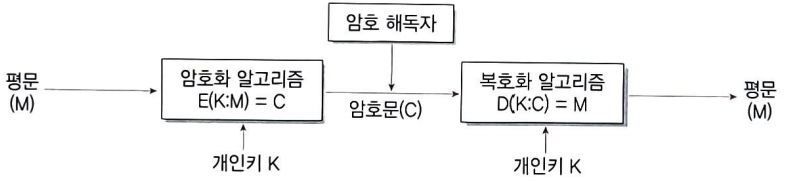 암호 해독자
평문
(M)
암호화 알고리즘
E(K:M) = C
암호문(C)
복호화 알고리즘
D(K:C) = M
평문
(M)
개인키 K
개인키 K